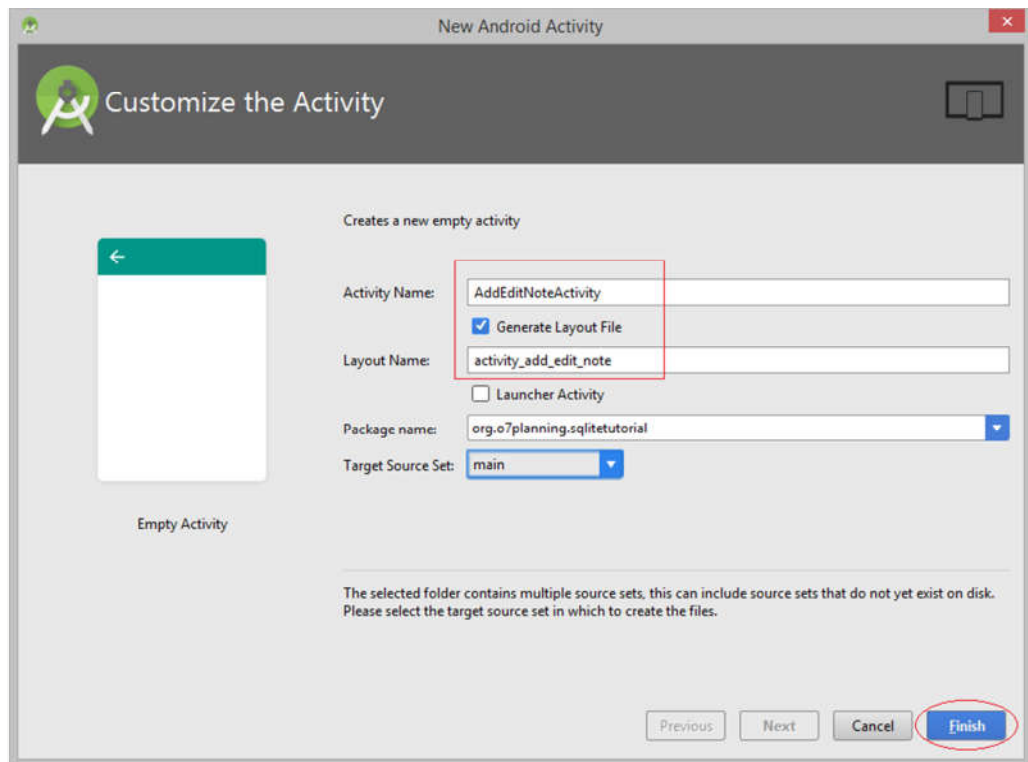 New Android Activity
Customize the Activity
Creates a new empty activity
Activity Name: AddEditNoteActivity
Generate Layout File
Layout Name: activity_add_edit_note
Launcher Activity
Package name: org.o7planning.sqlitetutorial
Target Source Set: main
Empty Activity
The selected folder contains multiple source sets, this can include source sets that do not yet exist on disk.
Please select the target source set in which to create the files.
Previous Next Cancel Finish